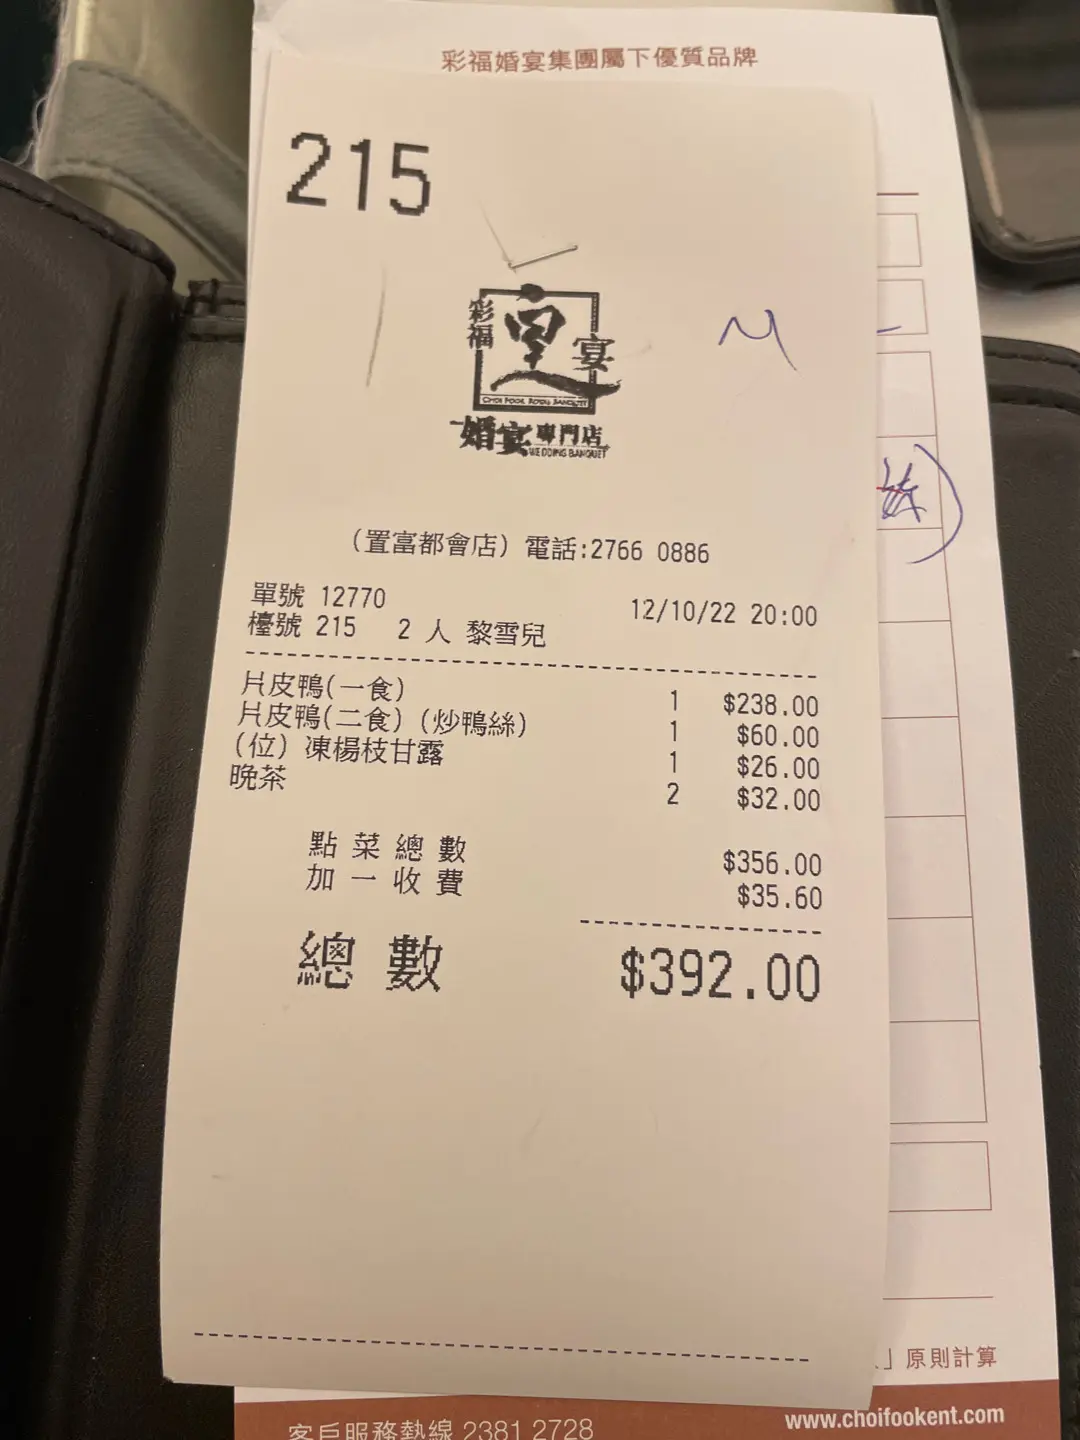 彩福婚宴集團屬下優質品牌
215
彩福
皇
宴
CHOI FOOK ROYAL BANQUET
婚宴專門店
WEDDING BANQUET
(置富都會店) 電話:2766 0886
單號 12770 12/10/22 20:00
檯號 215 2 人 黎雪兒
片皮鴨(一食) 1 $238.00
片皮鴨(二食) (炒鴨絲) 1 $60.00
(位) 凍楊枝甘露 1 $26.00
晚茶 2 $32.00
點菜總數 $356.00
加一收費 $35.60
總數 $392.00
」原則計算
客戶服務熱線 2381 2728
www.choifooent.com